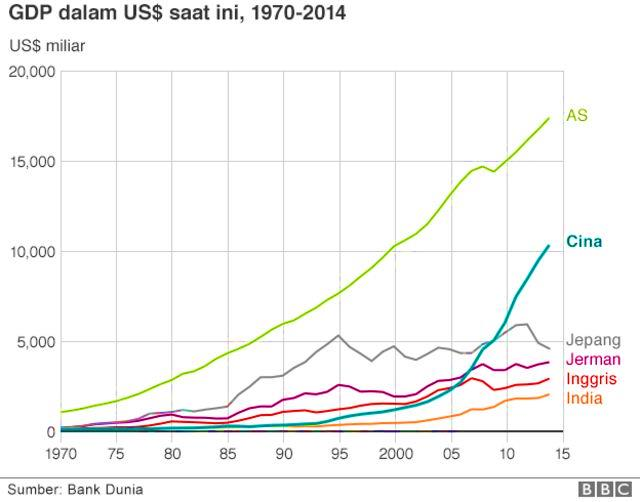 GDP dalam US$ saat ini, 1970-2014
US$ miliar
20,000
15,000
10,000
5,000
0
AS
Cina
Jepang
Jerman
Inggris
India
1970 75 80 85 90 95 2000 05 10 15
Sumber: Bank Dunia
BBC